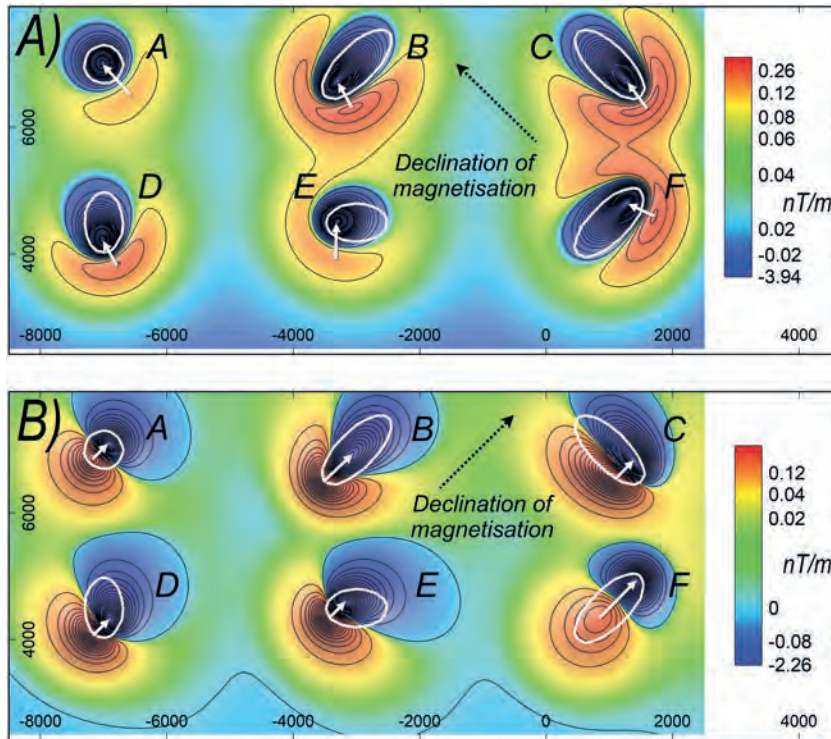 A)
A
B
C
Declination of
magnetisation
D
E
F
6000
4000
-8000 -6000 -4000 -2000 0 2000 4000
0.26
0.12
0.08
0.06
0.04
0.02
-0.02
-3.94
nT/m
B)
A
B
C
Declination of
magnetisation
D
E
F
6000
4000
-8000 -6000 -4000 -2000 0 2000 4000
0.12
0.04
0.02
0
-0.08
-2.26
nT/m